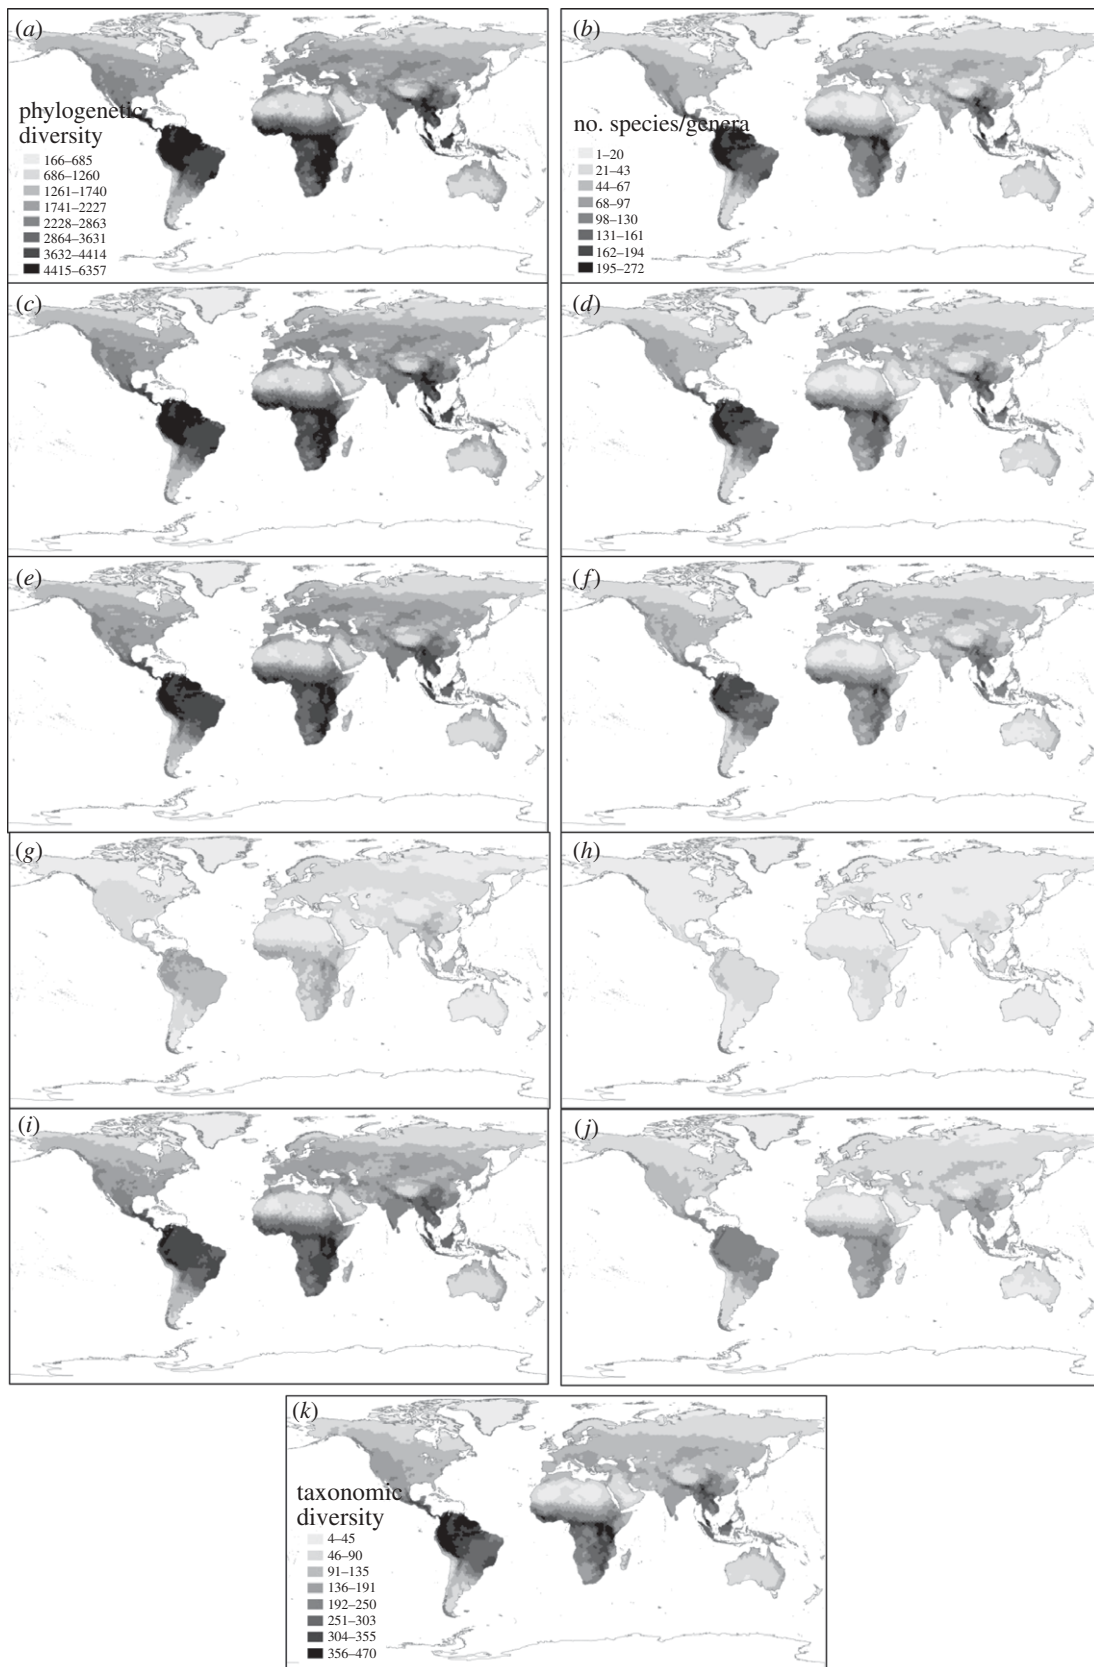 (a)
phylogenetic
diversity
166–685
686–1260
1261–1740
1741–2227
2228–2863
2864–3631
3632–4414
4415–6357
(b)
no. species/genera
1–20
21–43
44–67
68–97
98–130
131–161
162–194
195–272
(c)
(d)
(e)
(f)
(g)
(h)
(i)
(j)
(k)
taxonomic
diversity
4–45
46–90
91–135
136–191
192–250
251–303
304–355
356–470